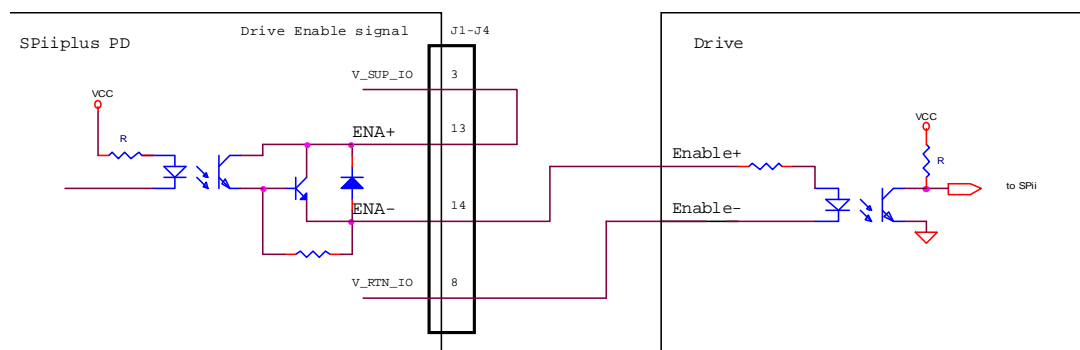 SPiiplus PD
Drive Enable signal
J1-J4
Drive
V_SUP_IO
3
VCC
R
ENA+
13
Enable+
VCC
R
to SPii
ENA-
14
Enable-
V_RTN_IO
8